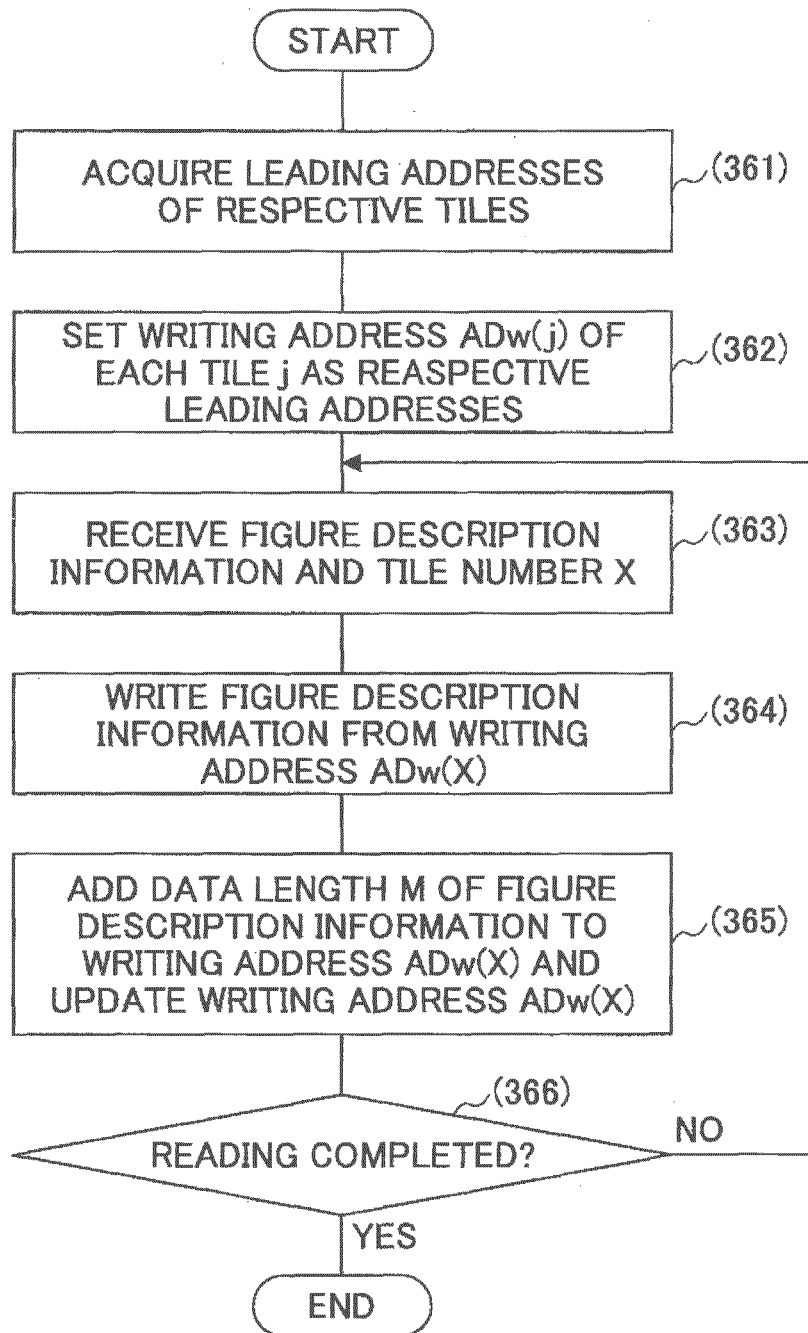 START
ACQUIRE LEADING ADDRESSES
OF RESPECTIVE TILES
(361)
SET WRITING ADDRESS ADw(j) OF
EACH TILE j AS REASPECTIVE
LEADING ADDRESSES
(362)
RECEIVE FIGURE DESCRIPTION
INFORMATION AND TILE NUMBER X
(363)
WRITE FIGURE DESCRIPTION
INFORMATION FROM WRITING
ADDRESS ADw(X)
(364)
ADD DATA LENGTH M OF FIGURE
DESCRIPTION INFORMATION TO
WRITING ADDRESS ADw(X) AND
UPDATE WRITING ADDRESS ADw(X)
(365)
(366)
READING COMPLETED?
NO
YES
END